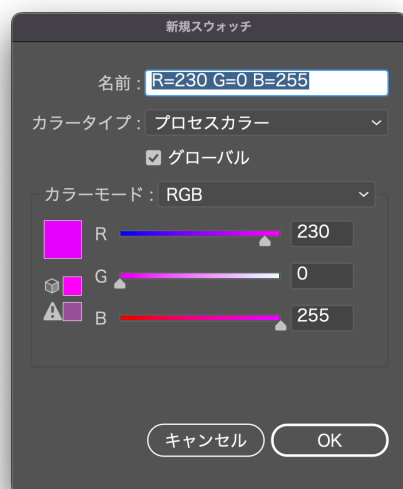 新規スウォッチ
名前 : R=230 G=0 B=255
カラータイプ : プロセスカラー
グローバル
カラーモード : RGB
R 230
G 0
B 255
キャンセル OK